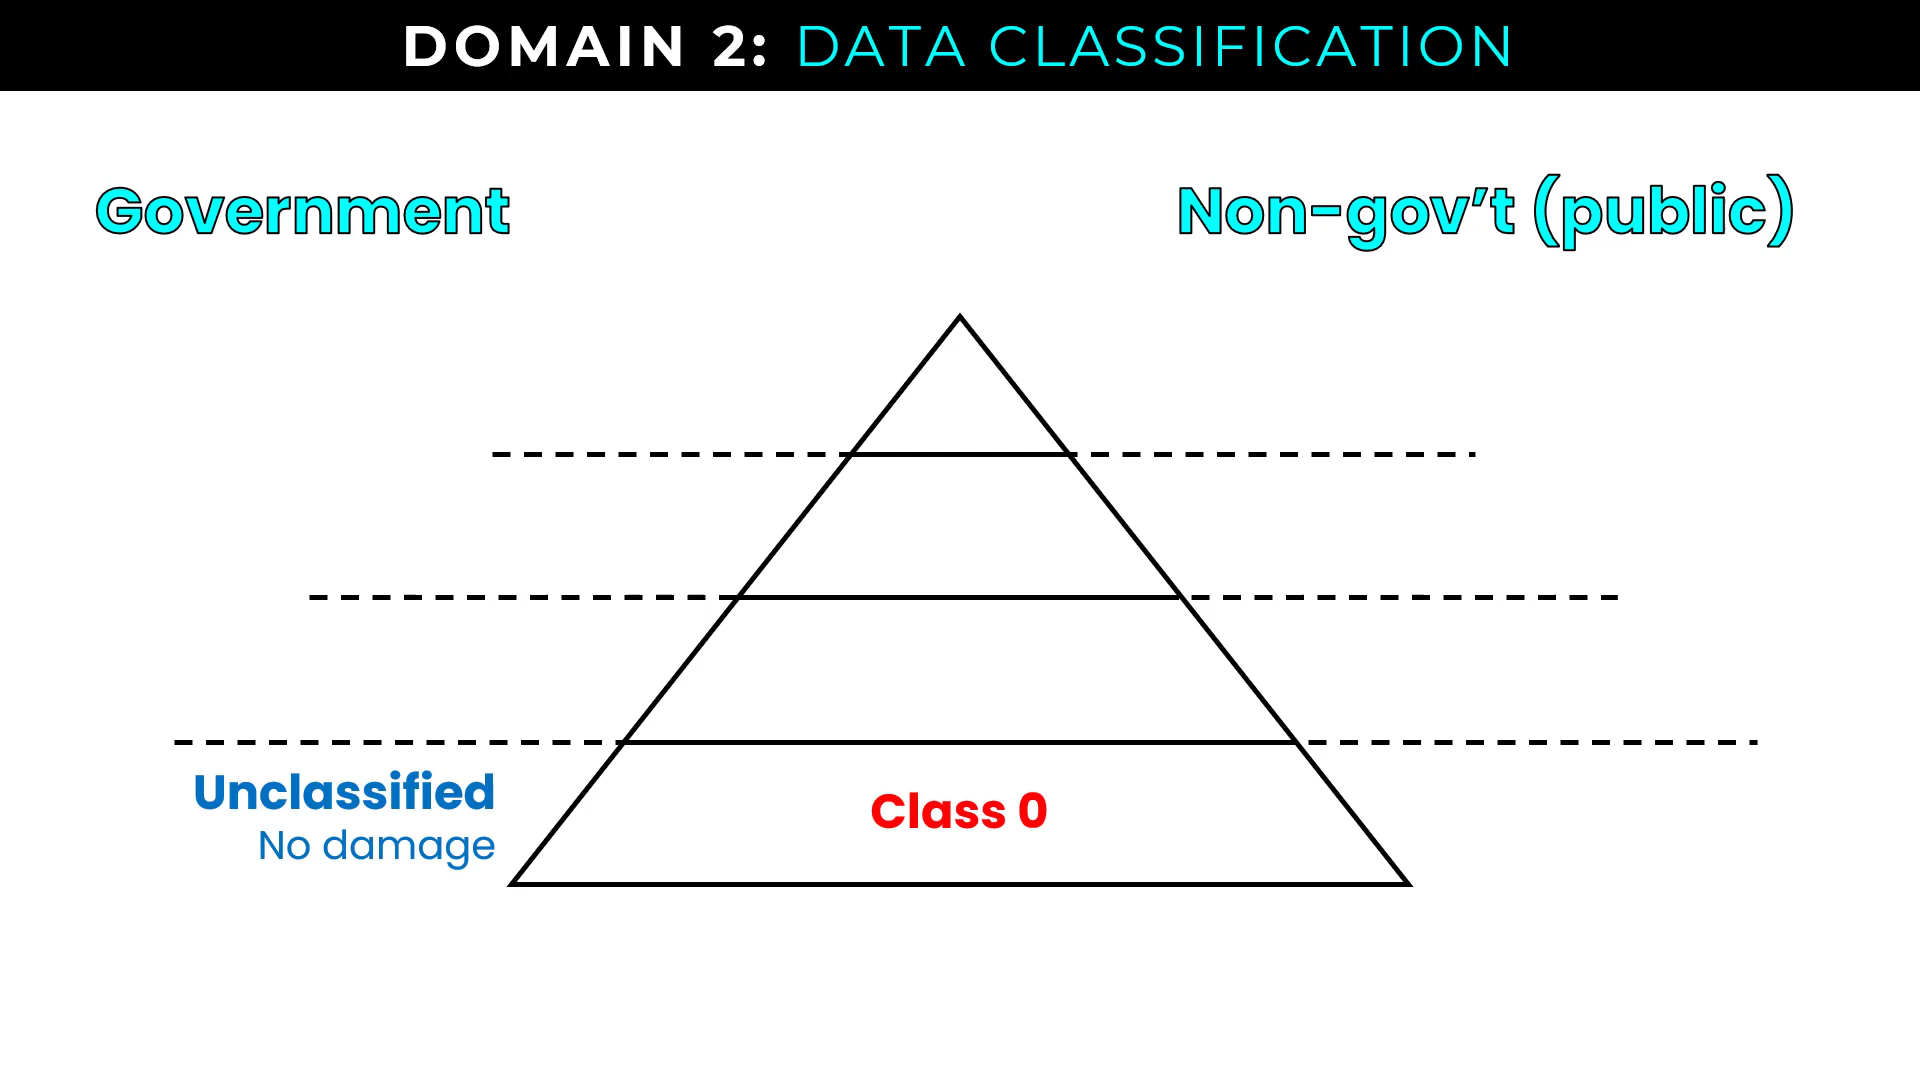 DOMAIN 2: DATA CLASSIFICATION
Government
Non-gov’t (public)
Unclassified
No damage
Class 0